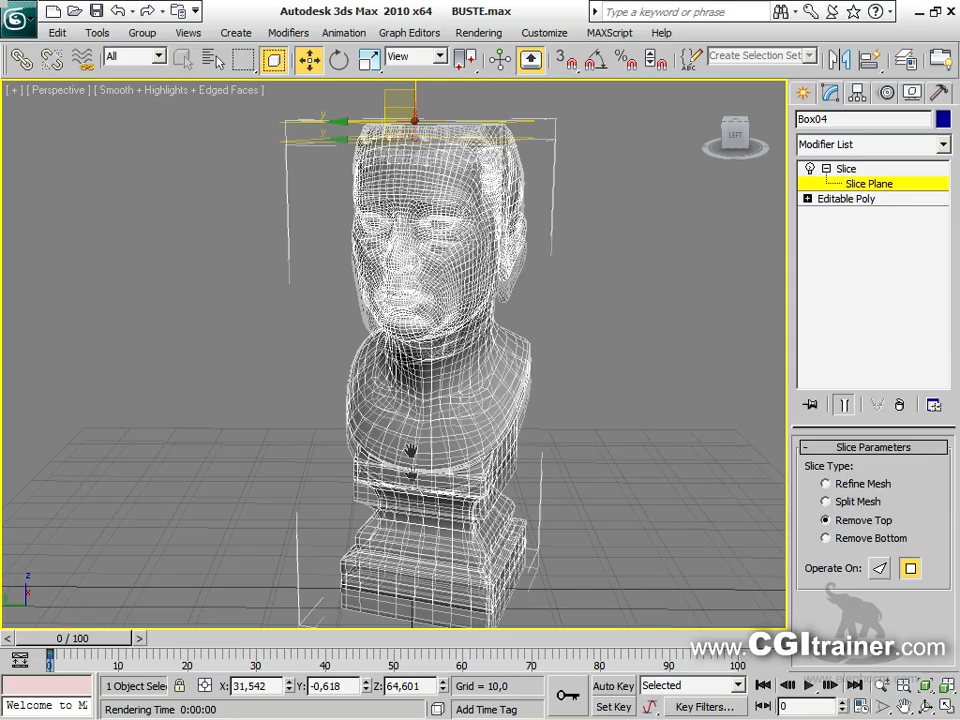 Autodesk 3ds Max 2010 x64 BUSTE.max
Type a keyword or phrase
Edit Tools Group Views Create Modifiers Animation Graph Editors Rendering Customize MAXScript Help
All View 3 Create Selection Set
[ + ] [ Perspective ] [ Smooth + Highlights + Edged Faces ]
LEFT
y
y
z
x
Box04
Modifier List
Slice
Slice Plane
Editable Poly
Slice Parameters
Slice Type:
Refine Mesh
Split Mesh
Remove Top
Remove Bottom
Operate On:
www.CGItrainer.com
< 0 / 100 >
0 10 20 30 40 50 60 70 80 90 100
1 Object Selec X: 31,542 Y: -0,618 Z: 64,601 Grid = 10,0 Auto Key Selected
Welcome to M Rendering Time 0:00:00 Add Time Tag Set Key Key Filters... 0